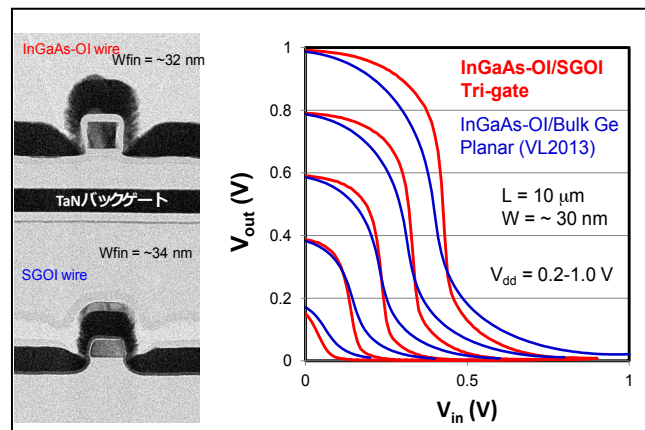 InGaAs-OI wire
Wfin = ~32 nm
TaNバックゲート
Wfin = ~34 nm
SGOI wire
1
0.8
0.6
0.4
0.2
0
Vout (V)
InGaAs-OI/SGOI
Tri-gate
InGaAs-OI/Bulk Ge
Planar (VL2013)
L = 10 μm
W = ~ 30 nm
Vdd = 0.2-1.0 V
0
0.5
1
Vin (V)